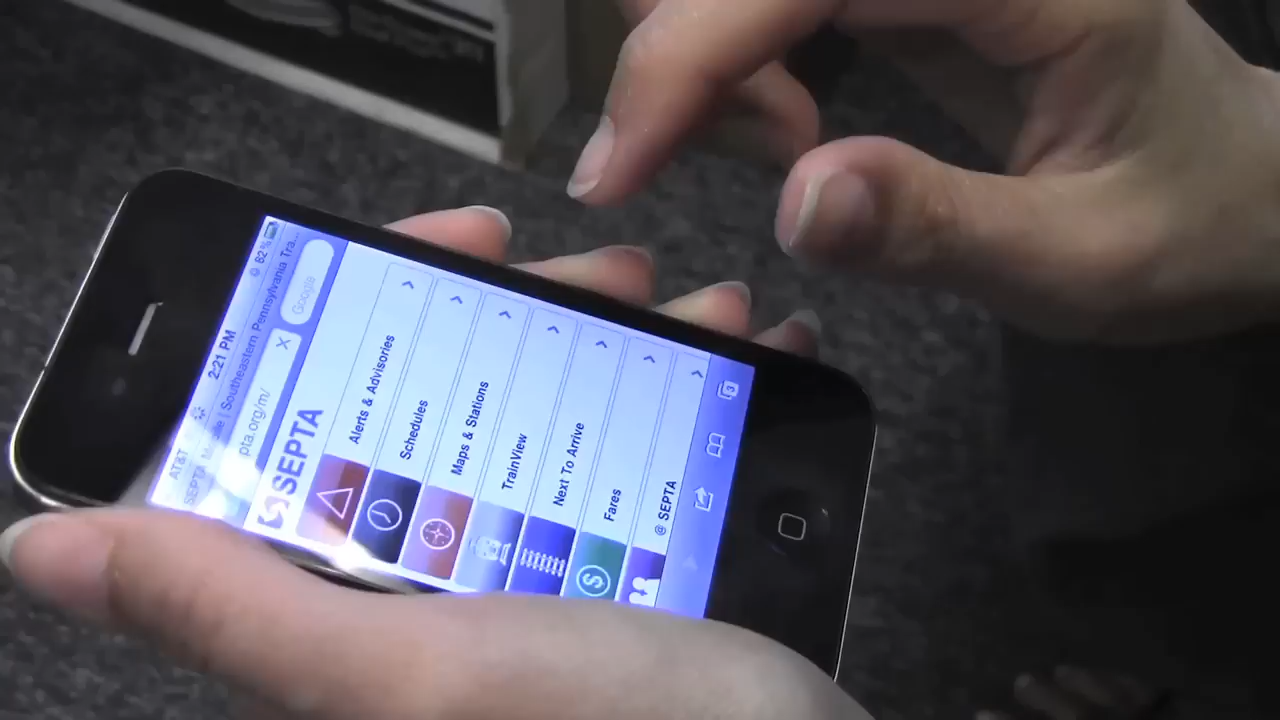 AT&T 2:21 PM 82%
| Southeastern Pennsylvania Tra...
pta.org/m/
Google
SEPTA
Alerts & Advisories
Schedules
Maps & Stations
TrainView
Next To Arrive
Fares
@ SEPTA
3